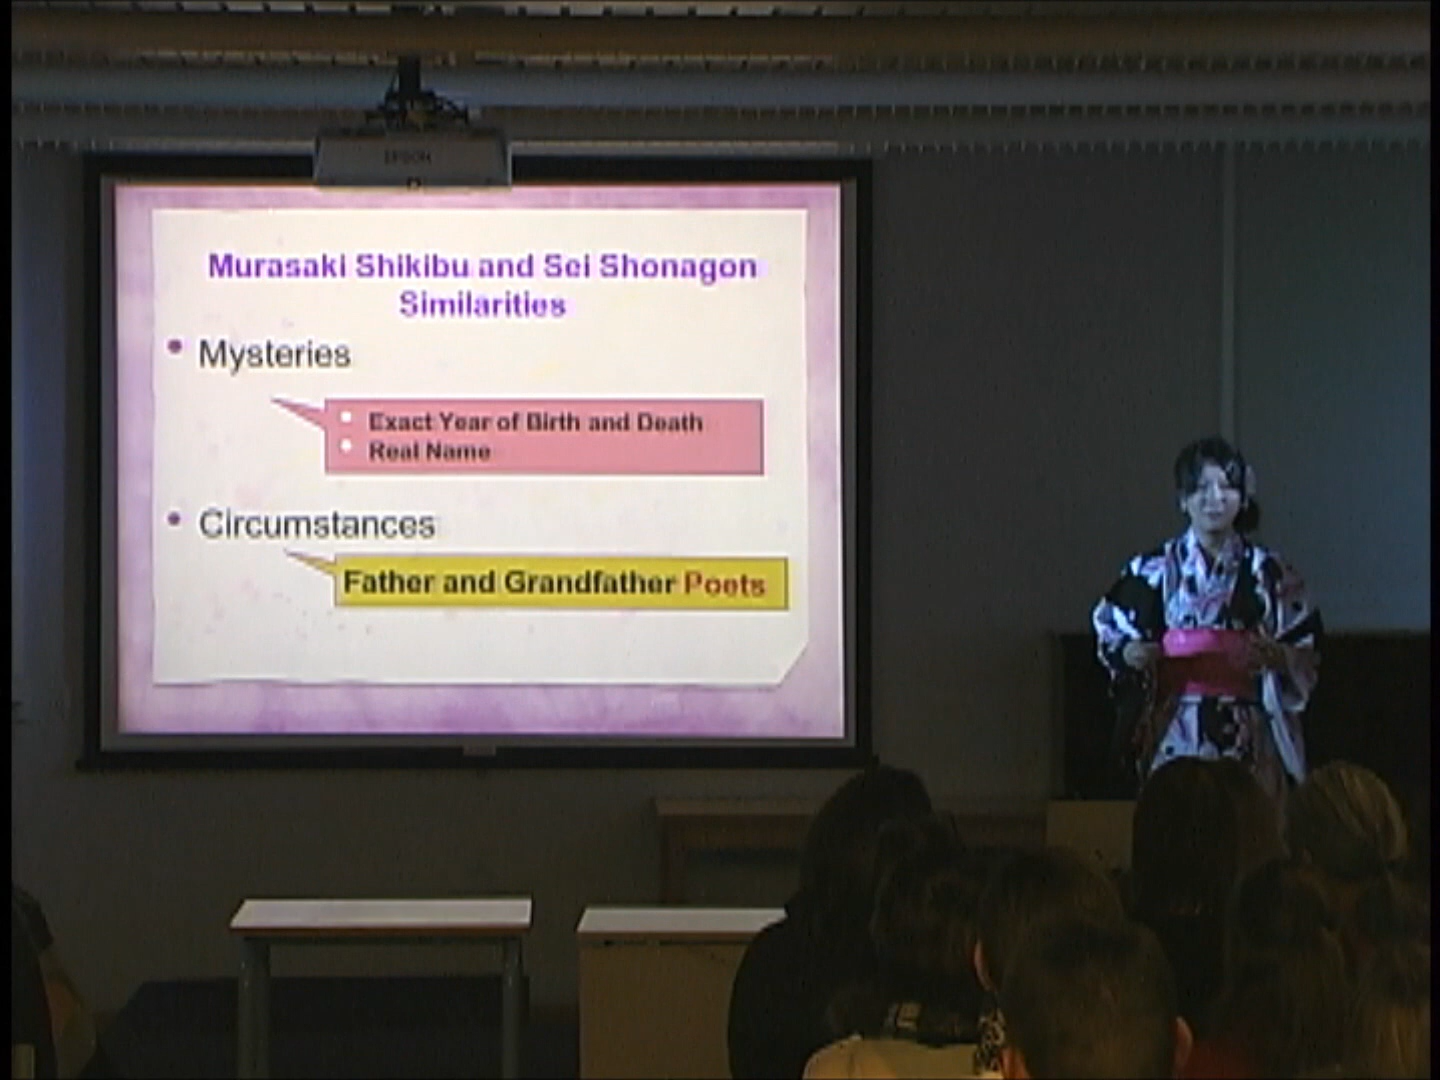 EPSON
Murasaki Shikibu and Sei Shonagon
Similarities
• Mysteries
• Exact Year of Birth and Death
• Real Name
• Circumstances
Father and Grandfather Poets